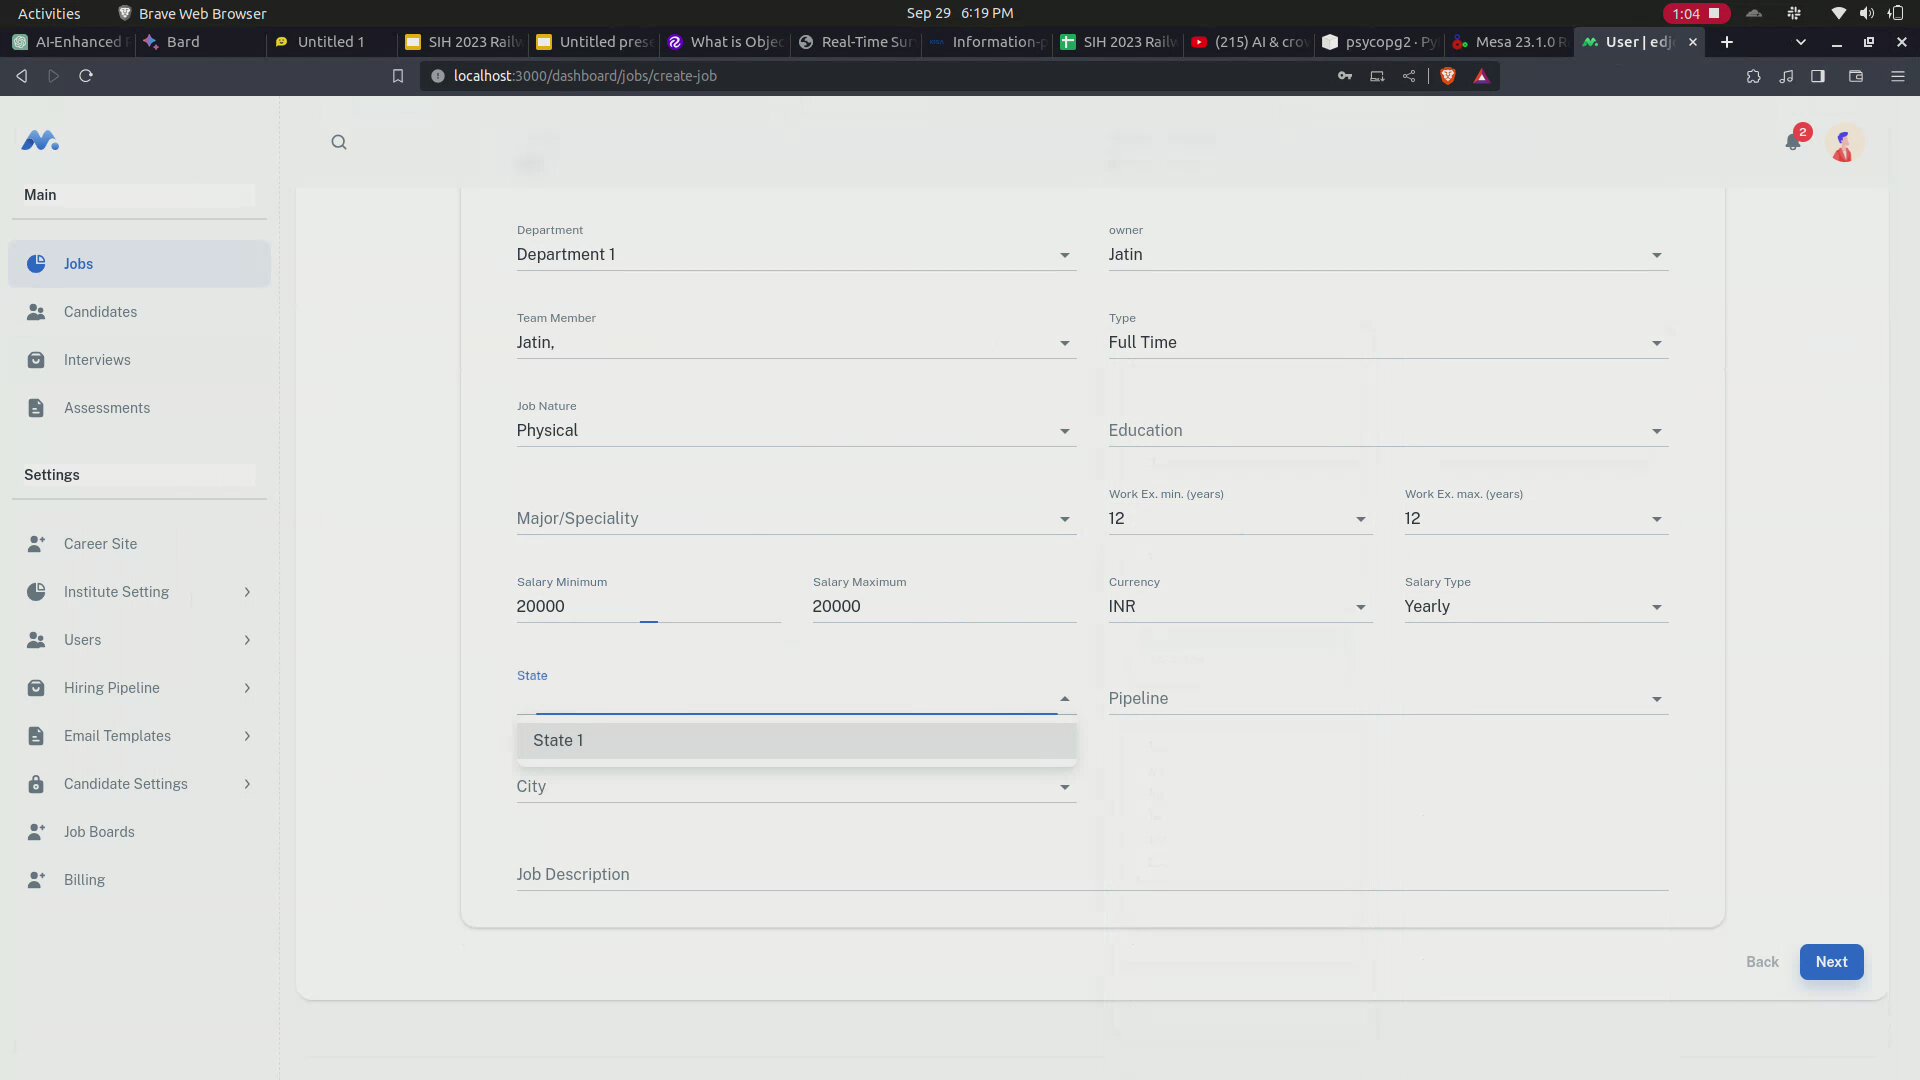 Activities
Brave Web Browser
Sep 29 6:19 PM
1:04
AI-Enhanced
Bard
Untitled 1
SIH 2023 Railw
Untitled prese
What is Objec
Real-Time Sur
Information-p
SIH 2023 Railw
(215) AI & crow
psycopg2 · Py
Mesa 23.1.0 R
User | edjo
localhost:3000/dashboard/jobs/create-job
2
Main
Jobs
Candidates
Interviews
Assessments
Settings
Career Site
Institute Setting
Users
Hiring Pipeline
Email Templates
Candidate Settings
Job Boards
Billing
Department
Department 1
owner
Jatin
Team Member
Jatin,
Type
Full Time
Job Nature
Physical
Education
Major/Speciality
Work Ex. min. (years)
12
Work Ex. max. (years)
12
Salary Minimum
20000
Salary Maximum
20000
Currency
INR
Salary Type
Yearly
State
Pipeline
State 1
City
Job Description
Back
Next